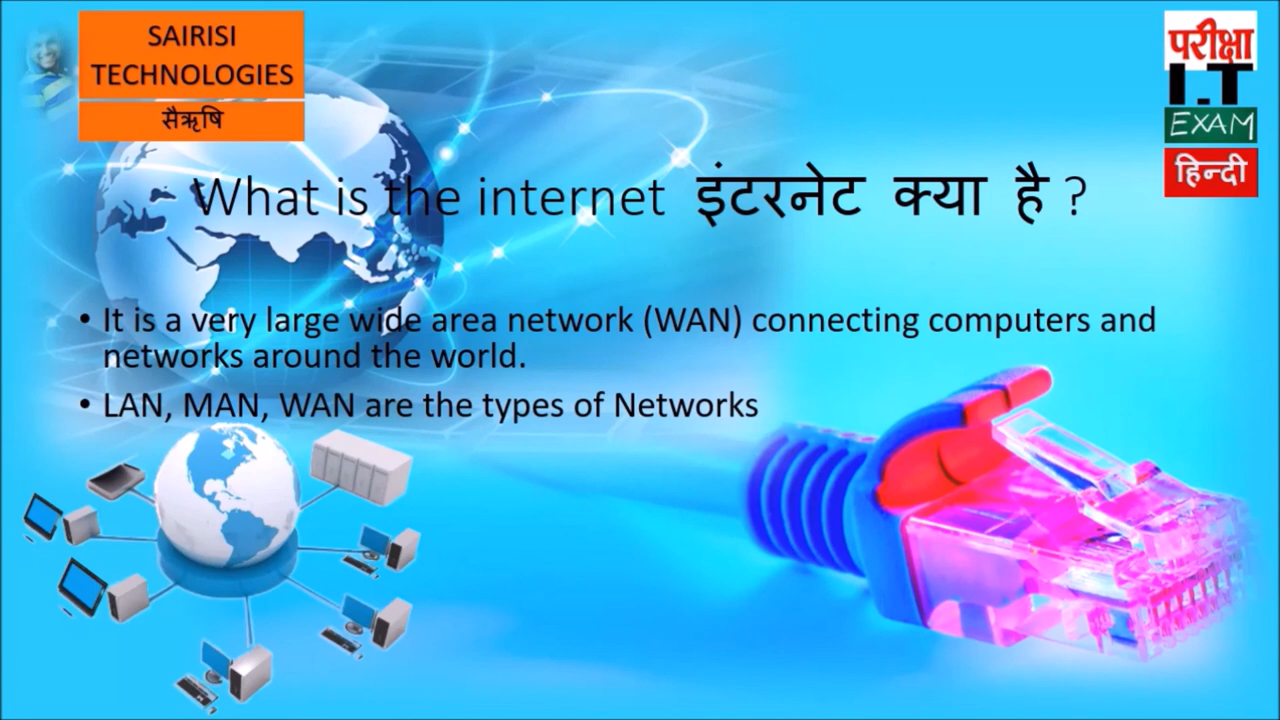 SAIRISI
TECHNOLOGIES
सैऋषि
परीक्षा
I.T
EXAM
हिन्दी
What is the internet इंटरनेट क्या है ?
• It is a very large wide area network (WAN) connecting computers and
networks around the world.
• LAN, MAN, WAN are the types of Networks